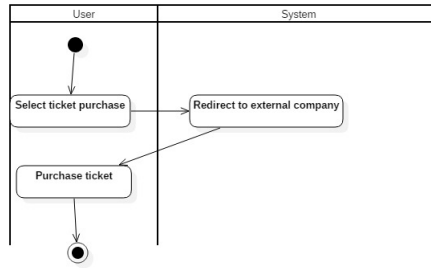 User
System
Select ticket purchase
Redirect to external company
Purchase ticket